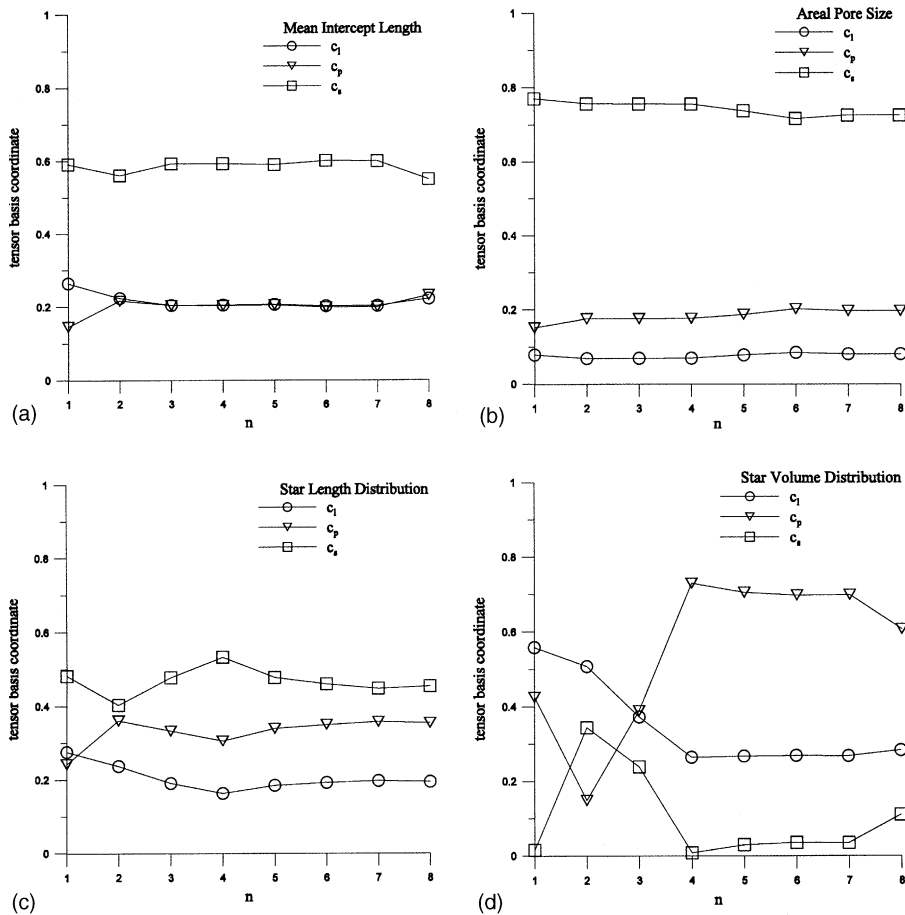 Mean Intercept Length
c_l
c_p
c_s
tensor basis coordinate
1
0.8
0.6
0.4
0.2
0
1 2 3 4 5 6 7 8
n
(a)
Areal Pore Size
c_l
c_p
c_s
tensor basis coordinate
1
0.8
0.6
0.4
0.2
0
1 2 3 4 5 6 7 8
n
(b)
Star Length Distribution
c_l
c_p
c_s
tensor basis coordinate
1
0.8
0.6
0.4
0.2
0
1 2 3 4 5 6 7 8
n
(c)
Star Volume Distribution
c_l
c_p
c_s
tensor basis coordinate
1
0.8
0.6
0.4
0.2
0
1 2 3 4 5 6 7 8
n
(d)